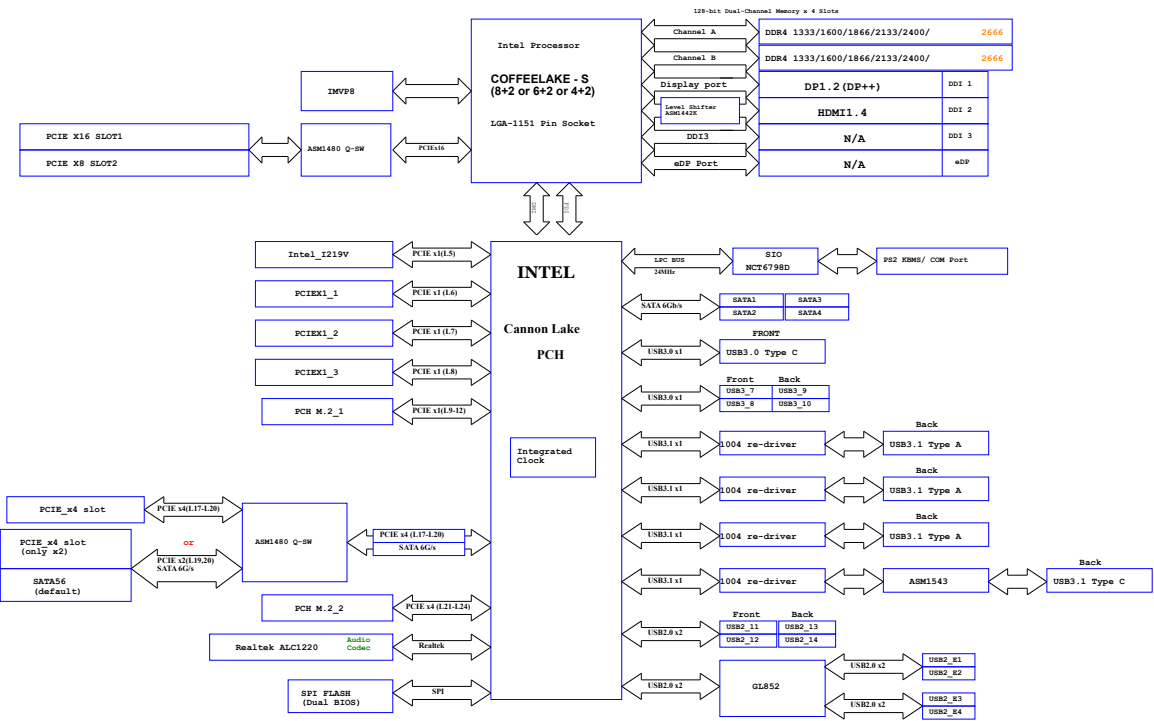 128-bit Dual-Channel Memory x 4 Slots
Intel Processor
COFFEELAKE - S
(8+2 or 6+2 or 4+2)
LGA-1151 Pin Socket
Channel A
DDR4 1333/1600/1866/2133/2400/ 2666
Channel B
DDR4 1333/1600/1866/2133/2400/ 2666
Display port
DP1.2(DP++)
DDI 1
Level Shifter
ASM1442K
HDMI1.4
DDI 2
DDI3
N/A
DDI 3
eDP Port
N/A
eDP
IMVP8
PCIE X16 SLOT1
PCIE X8 SLOT2
ASM1480 Q-SW
PCIEx16
DMI
FDI
INTEL
Cannon Lake
PCH
Integrated
Clock
Intel_I219V
PCIE x1(L5)
PCIEX1_1
PCIE x1 (L6)
PCIEX1_2
PCIE x1 (L7)
PCIEX1_3
PCIE x1 (L8)
PCH M.2_1
PCIE x1(L9-12)
PCIE_x4 slot
PCIE x4(L17-L20)
PCIE_x4 slot
(only x2)
or
PCIE x2(L19,20)
SATA 6G/s
SATA56
(default)
ASM1480 Q-SW
PCIE x4 (L17-L20)
SATA 6G/s
PCH M.2_2
PCIE x4 (L21-L24)
Realtek ALC1220
Audio
Codec
Realtek
SPI FLASH
(Dual BIOS)
SPI
LPC BUS
24MHz
SIO
NCT6798D
PS2 KBMS/ COM Port
SATA 6Gb/s
SATA1 SATA3
SATA2 SATA4
FRONT
USB3.0 x1
USB3.0 Type C
Front Back
USB3.0 x1
USB3_7 USB3_9
USB3_8 USB3_10
Back
USB3.1 x1
1004 re-driver
USB3.1 Type A
Back
USB3.1 x1
1004 re-driver
USB3.1 Type A
Back
USB3.1 x1
1004 re-driver
USB3.1 Type A
Back
USB3.1 x1
1004 re-driver
ASM1543
USB3.1 Type C
Front Back
USB2.0 x2
USB2_11 USB2_13
USB2_12 USB2_14
USB2.0 x2
GL852
USB2.0 x2
USB2_E1
USB2_E2
USB2.0 x2
USB2_E3
USB2_E4